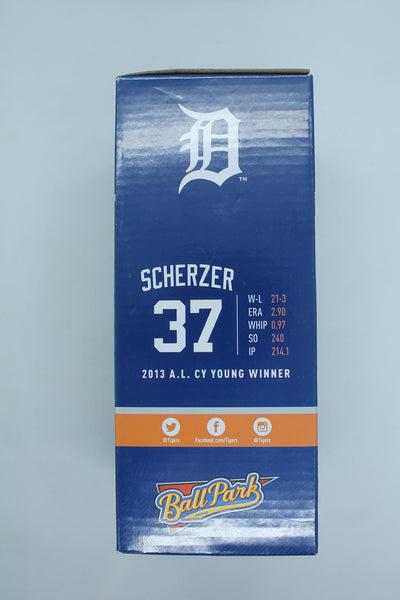 D
™
SCHERZER
37
W-L 21-3
ERA 2.90
WHIP 0.97
SO 240
IP 214.1
2013 A.L. CY YOUNG WINNER
@Tigers
Facebook.com/Tigers
@Tigers
Ball Park